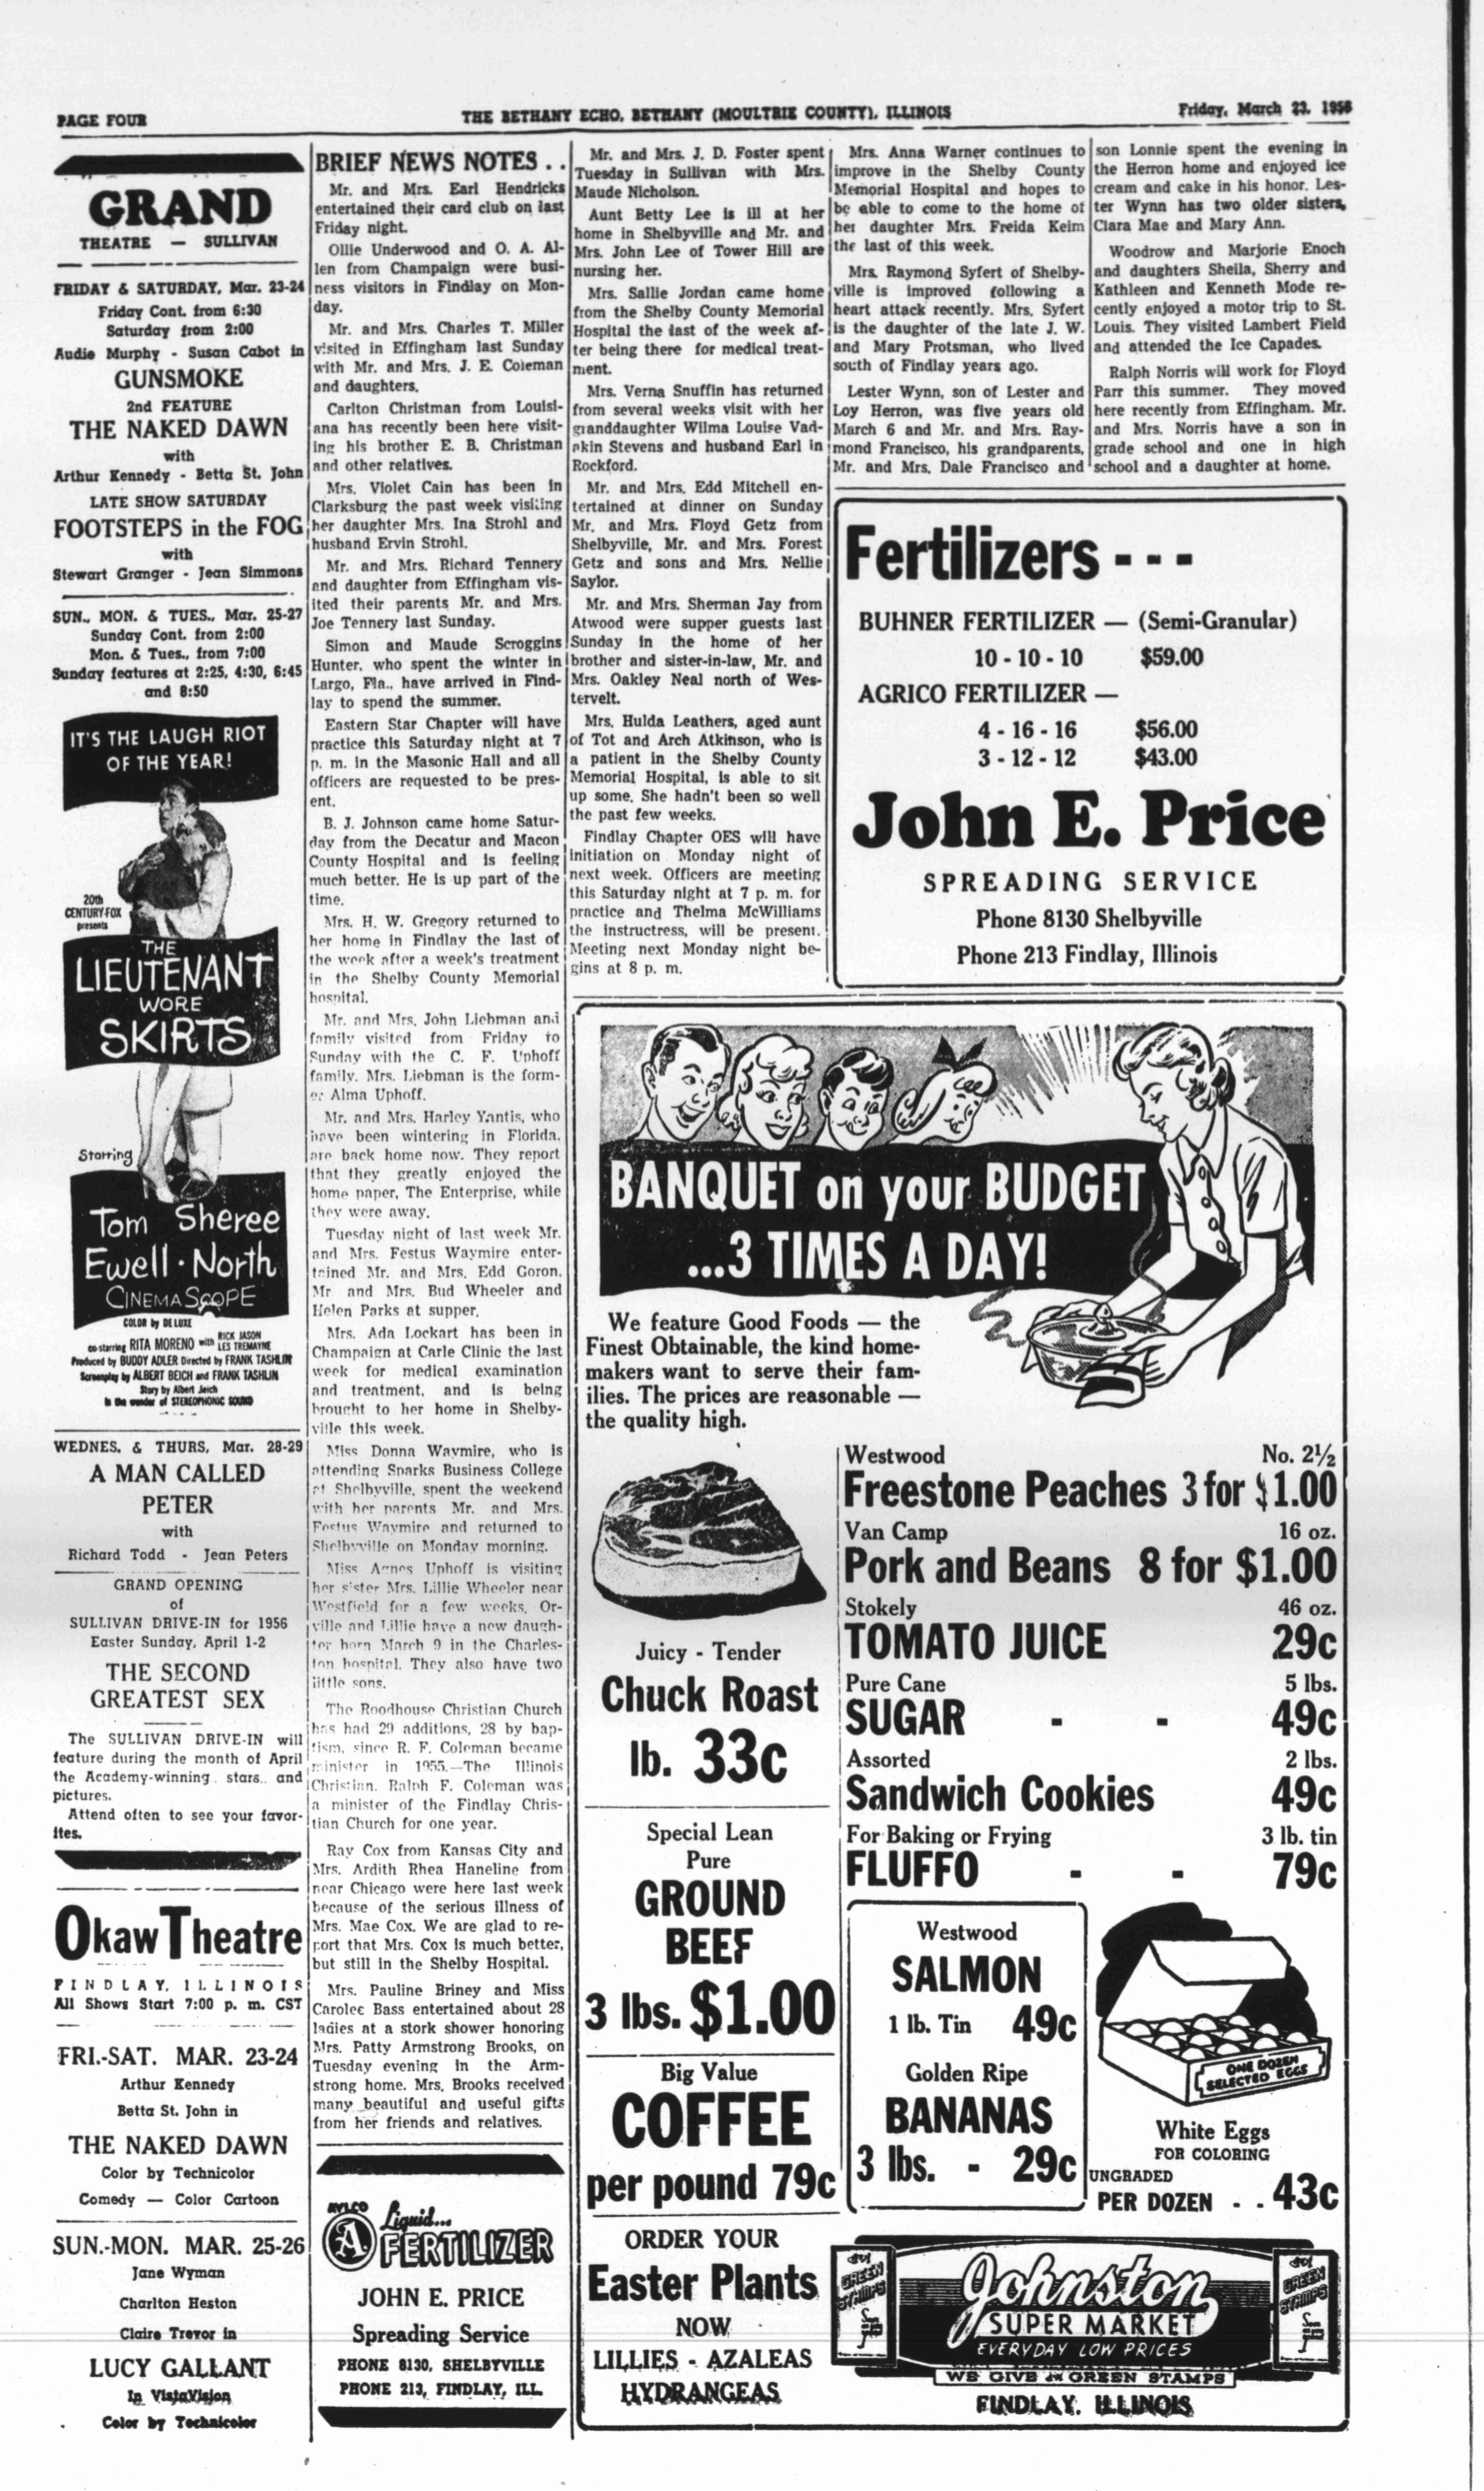 PAGE FOUR
THE BETHANY ECHO, BETHANY (MOULTRIE COUNTY), ILLINOIS
Friday, March 23, 1956
GRAND
THEATRE — SULLIVAN
FRIDAY & SATURDAY, Mar. 23-24
Friday Cont. from 6:30
Saturday from 2:00
Audie Murphy - Susan Cabot in
GUNSMOKE
2nd FEATURE
THE NAKED DAWN
with
Arthur Kennedy - Betta St. John
LATE SHOW SATURDAY
FOOTSTEPS in the FOG
with
Stewart Granger - Jean Simmons
SUN., MON. & TUES., Mar. 25-27
Sunday Cont. from 2:00
Mon. & Tues., from 7:00
Sunday features at 2:25, 4:30, 6:45
and 8:50
IT'S THE LAUGH RIOT
OF THE YEAR!
20th
CENTURY-FOX
presents
THE
LIEUTENANT
WORE
SKIRTS
Starring
Tom Sheree
Ewell · North
CINEMASCOPE
COLOR by DE LUXE
co-starring RITA MORENO with RICK JASON
LES TREMAYNE
Produced by BUDDY ADLER Directed by FRANK TASHLIN
Screenplay by ALBERT BEICH and FRANK TASHLIN
Story by Albert Beich
In the wonder of STEREOPHONIC SOUND
WEDNES. & THURS, Mar. 28-29
A MAN CALLED
PETER
with
Richard Todd - Jean Peters
GRAND OPENING
of
SULLIVAN DRIVE-IN for 1956
Easter Sunday, April 1-2
THE SECOND
GREATEST SEX
The SULLIVAN DRIVE-IN will
feature during the month of April
the Academy-winning stars.. and
pictures.
Attend often to see your favor-
ites.
Okaw Theatre
FINDLAY, ILLINOIS
All Shows Start 7:00 p. m. CST
FRI.-SAT. MAR. 23-24
Arthur Kennedy
Betta St. John in
THE NAKED DAWN
Color by Technicolor
Comedy — Color Cartoon
SUN.-MON. MAR. 25-26
Jane Wyman
Charlton Heston
Claire Trevor in
LUCY GALLANT
In VistaVision
Color by Technicolor
BRIEF NEWS NOTES . .
Mr. and Mrs. Earl Hendricks
entertained their card club on last
Friday night.
Ollie Underwood and O. A. Al-
len from Champaign were busi-
ness visitors in Findlay on Mon-
day.
Mr. and Mrs. Charles T. Miller
visited in Effingham last Sunday
with Mr. and Mrs. J. E. Coleman
and daughters.
Carlton Christman from Louisi-
ana has recently been here visit-
ing his brother E. B. Christman
and other relatives.
Mrs. Violet Cain has been in
Clarksburg the past week visiting
her daughter Mrs. Ina Strohl and
husband Ervin Strohl.
Mr. and Mrs. Richard Tennery
and daughter from Effingham vis-
ited their parents Mr. and Mrs.
Joe Tennery last Sunday.
Simon and Maude Scroggins
Hunter, who spent the winter in
Largo, Fla., have arrived in Find-
lay to spend the summer.
Eastern Star Chapter will have
practice this Saturday night at 7
p. m. in the Masonic Hall and all
officers are requested to be pres-
ent.
B. J. Johnson came home Satur-
day from the Decatur and Macon
County Hospital and is feeling
much better. He is up part of the
time.
Mrs. H. W. Gregory returned to
her home in Findlay the last of
the week after a week's treatment
in the Shelby County Memorial
hospital.
Mr. and Mrs. John Liebman and
family visited from Friday to
Sunday with the C. F. Uphoff
family. Mrs. Liebman is the form-
er Alma Uphoff.
Mr. and Mrs. Harley Yantis, who
have been wintering in Florida,
are back home now. They report
that they greatly enjoyed the
home paper, The Enterprise, while
they were away.
Tuesday night of last week Mr.
and Mrs. Festus Waymire enter-
tained Mr. and Mrs. Edd Goron,
Mr and Mrs. Bud Wheeler and
Helen Parks at supper.
Mrs. Ada Lockart has been in
Champaign at Carle Clinic the last
week for medical examination
and treatment, and is being
brought to her home in Shelby-
ville this week.
Miss Donna Waymire, who is
attending Sparks Business College
at Shelbyville, spent the weekend
with her parents Mr. and Mrs.
Festus Waymire and returned to
Shelbyville on Monday morning.
Miss Agnes Uphoff is visiting
her sister Mrs. Lillie Wheeler near
Westfield for a few weeks. Or-
ville and Lillie have a new daugh-
ter born March 9 in the Charles-
ton hospital. They also have two
little sons.
The Roodhouse Christian Church
has had 29 additions, 28 by bap-
tism, since R. F. Coleman became
minister in 1955.—The Illinois
Christian. Ralph F. Coleman was
a minister of the Findlay Chris-
tian Church for one year.
Ray Cox from Kansas City and
Mrs. Ardith Rhea Haneline from
near Chicago were here last week
because of the serious illness of
Mrs. Mae Cox. We are glad to re-
port that Mrs. Cox is much better,
but still in the Shelby Hospital.
Mrs. Pauline Briney and Miss
Carolee Bass entertained about 28
ladies at a stork shower honoring
Mrs. Patty Armstrong Brooks, on
Tuesday evening in the Arm-
strong home. Mrs. Brooks received
many beautiful and useful gifts
from her friends and relatives.
A
Liquid...
FERTILIZER
JOHN E. PRICE
Spreading Service
PHONE 8130, SHELBYVILLE
PHONE 213, FINDLAY, ILL.
Mr. and Mrs. J. D. Foster spent
Tuesday in Sullivan with Mrs.
Maude Nicholson.
Aunt Betty Lee is ill at her
home in Shelbyville and Mr. and
Mrs. John Lee of Tower Hill are
nursing her.
Mrs. Sallie Jordan came home
from the Shelby County Memorial
Hospital the last of the week af-
ter being there for medical treat-
ment.
Mrs. Verna Snuffin has returned
from several weeks visit with her
granddaughter Wilma Louise Vad-
akin Stevens and husband Earl in
Rockford.
Mr. and Mrs. Edd Mitchell en-
tertained at dinner on Sunday
Mr. and Mrs. Floyd Getz from
Shelbyville, Mr. and Mrs. Forest
Getz and sons and Mrs. Nellie
Saylor.
Mr. and Mrs. Sherman Jay from
Atwood were supper guests last
Sunday in the home of her
brother and sister-in-law, Mr. and
Mrs. Oakley Neal north of Wes-
tervelt.
Mrs. Hulda Leathers, aged aunt
of Tot and Arch Atkinson, who is
a patient in the Shelby County
Memorial Hospital, is able to sit
up some. She hadn't been so well
the past few weeks.
Findlay Chapter OES will have
initiation on Monday night of
next week. Officers are meeting
this Saturday night at 7 p. m. for
practice and Thelma McWilliams
the instructress, will be present.
Meeting next Monday night be-
gins at 8 p. m.
Mrs. Anna Warner continues to
improve in the Shelby County
Memorial Hospital and hopes to
be able to come to the home of
her daughter Mrs. Freida Keim
the last of this week.
Mrs. Raymond Syfert of Shelby-
ville is improved following a
heart attack recently. Mrs. Syfert
is the daughter of the late J. W.
and Mary Protsman, who lived
south of Findlay years ago.
Lester Wynn, son of Lester and
Loy Herron, was five years old
March 6 and Mr. and Mrs. Ray-
mond Francisco, his grandparents,
Mr. and Mrs. Dale Francisco and
son Lonnie spent the evening in
the Herron home and enjoyed ice
cream and cake in his honor. Les-
ter Wynn has two older sisters,
Clara Mae and Mary Ann.
Woodrow and Marjorie Enoch
and daughters Sheila, Sherry and
Kathleen and Kenneth Mode re-
cently enjoyed a motor trip to St.
Louis. They visited Lambert Field
and attended the Ice Capades.
Ralph Norris will work for Floyd
Parr this summer. They moved
here recently from Effingham. Mr.
and Mrs. Norris have a son in
grade school and one in high
school and a daughter at home.
Fertilizers - - -
BUHNER FERTILIZER — (Semi-Granular)
10 - 10 - 10 $59.00
AGRICO FERTILIZER —
4 - 16 - 16 $56.00
3 - 12 - 12 $43.00
John E. Price
SPREADING SERVICE
Phone 8130 Shelbyville
Phone 213 Findlay, Illinois
BANQUET on your BUDGET
...3 TIMES A DAY!
We feature Good Foods — the
Finest Obtainable, the kind home-
makers want to serve their fam-
ilies. The prices are reasonable —
the quality high.
Juicy - Tender
Chuck Roast
lb. 33c
Special Lean
Pure
GROUND
BEEF
3 lbs. $1.00
Big Value
COFFEE
per pound 79c
ORDER YOUR
Easter Plants
NOW
LILLIES - AZALEAS
HYDRANGEAS
Westwood No. 2½
Freestone Peaches 3 for $1.00
Van Camp 16 oz.
Pork and Beans 8 for $1.00
Stokely 46 oz.
TOMATO JUICE 29c
Pure Cane 5 lbs.
SUGAR - - 49c
Assorted 2 lbs.
Sandwich Cookies 49c
For Baking or Frying 3 lb. tin
FLUFFO - - 79c
Westwood
SALMON
1 lb. Tin 49c
Golden Ripe
BANANAS
3 lbs. - 29c
ONE DOZEN
SELECTED EGGS
White Eggs
FOR COLORING
UNGRADED
PER DOZEN - - 43c
GREEN
STAMPS
Johnston
SUPER MARKET
EVERYDAY LOW PRICES
WE GIVE S&H GREEN STAMPS
GREEN
STAMPS
FINDLAY, ILLINOIS